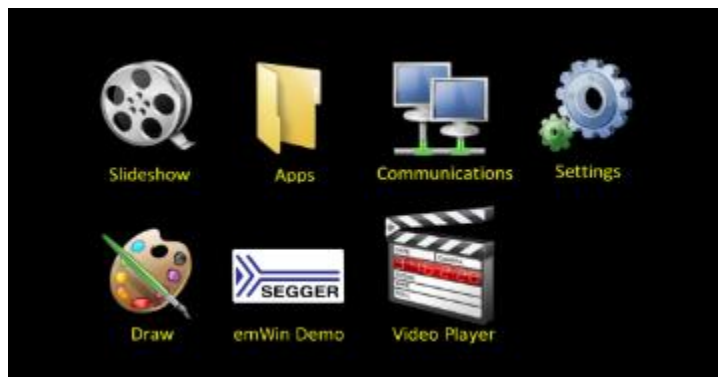 Slideshow
Apps
Communications
Settings
SEGGER
Draw
emWin Demo
Video Player